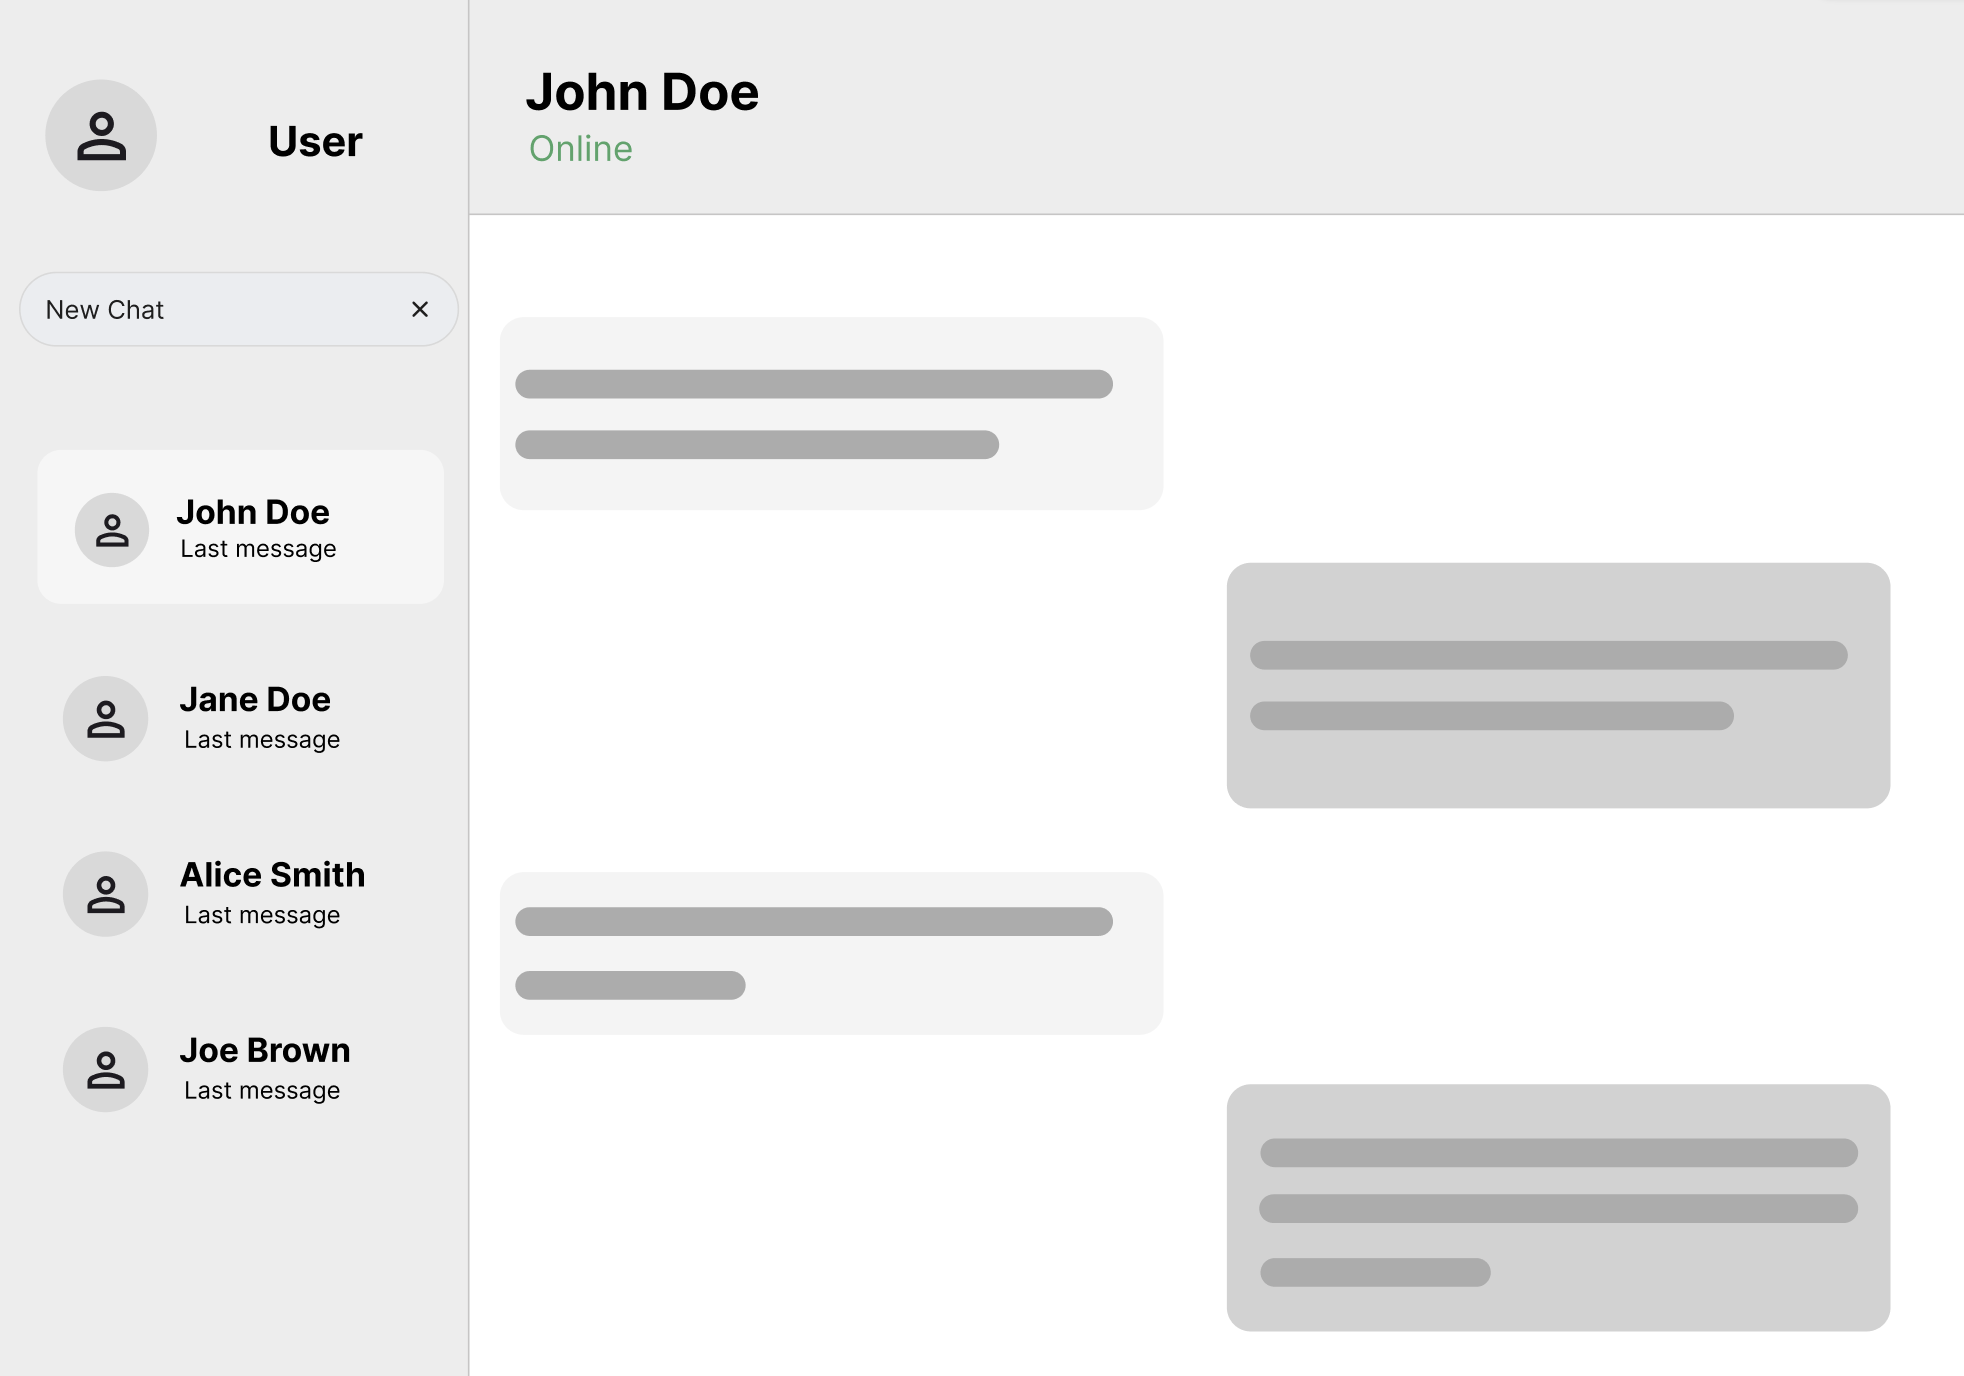 User
New Chat
John Doe
Last message
Jane Doe
Last message
Alice Smith
Last message
Joe Brown
Last message
John Doe
Online